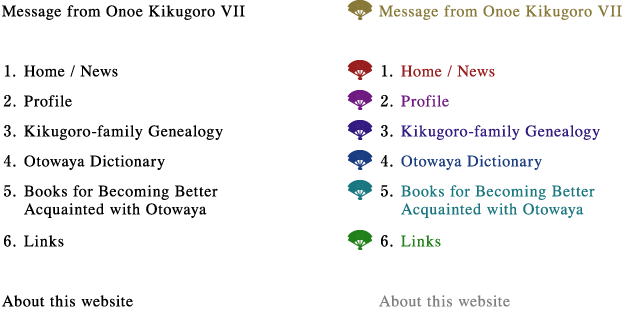 Message from Onoe Kikugoro VII
1. Home / News
2. Profile
3. Kikugoro-family Genealogy
4. Otowaya Dictionary
5. Books for Becoming Better
Acquainted with Otowaya
6. Links
About this website
Message from Onoe Kikugoro VII
1. Home / News
2. Profile
3. Kikugoro-family Genealogy
4. Otowaya Dictionary
5. Books for Becoming Better
Acquainted with Otowaya
6. Links
About this website